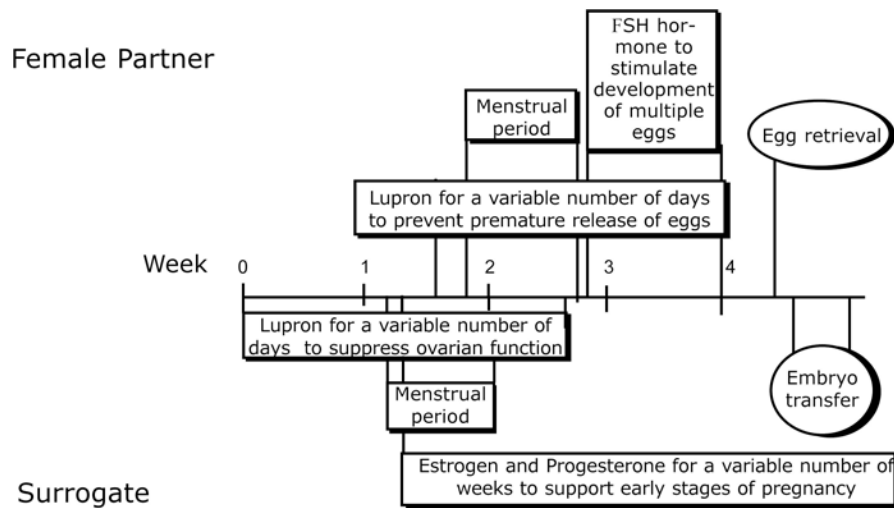 Female Partner
FSH hor-
mone to
stimulate
development
of multiple
eggs
Menstrual
period
Egg retrieval
Lupron for a variable number of days
to prevent premature release of eggs
Week
0 1 2 3 4
Lupron for a variable number of
days to suppress ovarian function
Menstrual
period
Embryo
transfer
Estrogen and Progesterone for a variable number of
weeks to support early stages of pregnancy
Surrogate